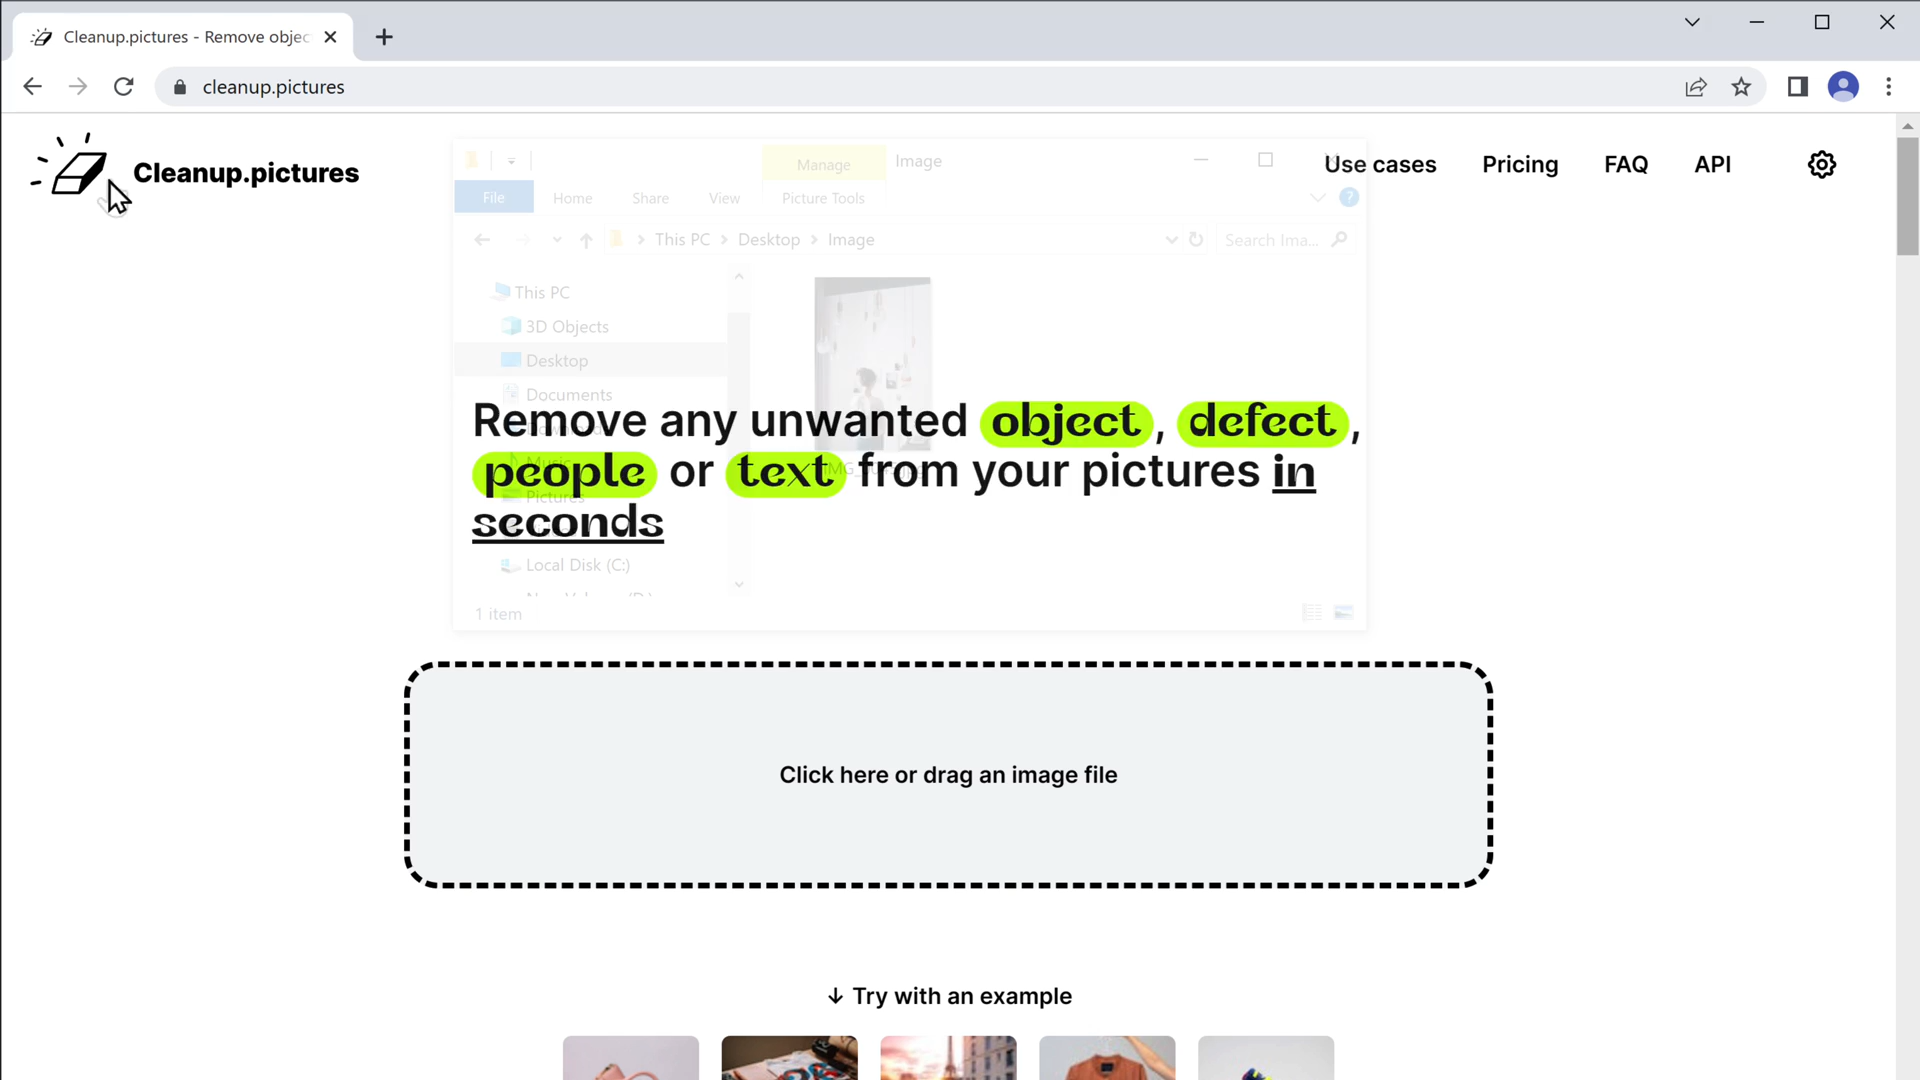 Cleanup.pictures - Remove objec
cleanup.pictures
Cleanup.pictures
Use cases
Pricing
FAQ
API
Manage
Image
File
Home
Share
View
Picture Tools
This PC
Desktop
Image
Search Ima...
This PC
3D Objects
Desktop
Documents
Music
Pictures
Local Disk (C:)
1 item
Remove any unwanted object, defect,
people or text from your pictures in
seconds
Click here or drag an image file
↓ Try with an example